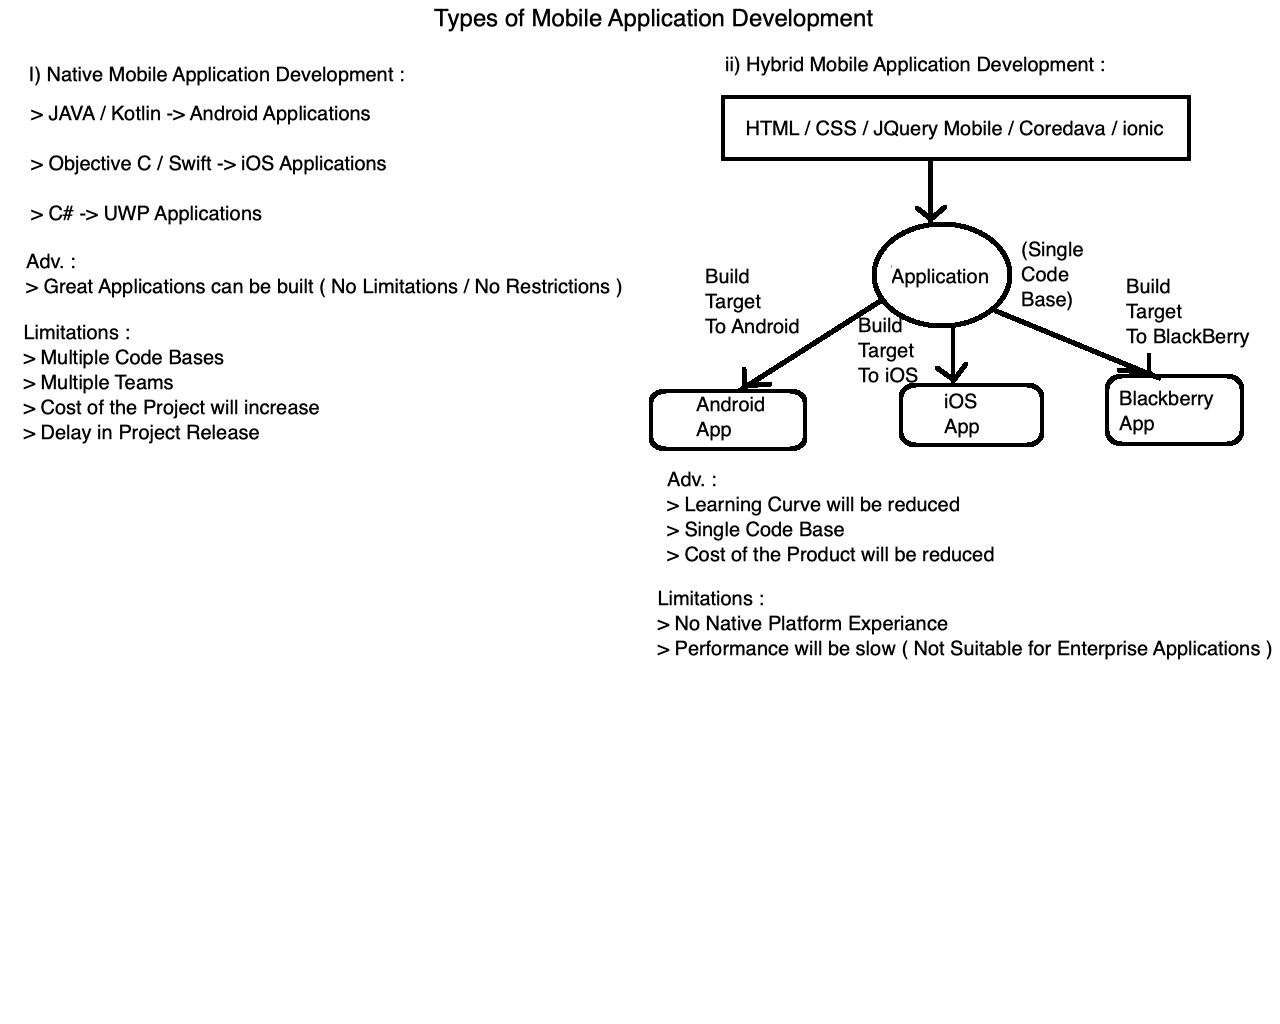 Types of Mobile Application Development
I) Native Mobile Application Development :
> JAVA / Kotlin -> Android Applications
> Objective C / Swift -> iOS Applications
> C# -> UWP Applications
Adv. :
> Great Applications can be built ( No Limitations / No Restrictions )
Limitations :
> Multiple Code Bases
> Multiple Teams
> Cost of the Project will increase
> Delay in Project Release
ii) Hybrid Mobile Application Development :
HTML / CSS / JQuery Mobile / Coredava / ionic
Application
(Single
Code
Base)
Build
Target
To Android
Build
Target
To iOS
Build
Target
To BlackBerry
Android
App
iOS
App
Blackberry
App
Adv. :
> Learning Curve will be reduced
> Single Code Base
> Cost of the Product will be reduced
Limitations :
> No Native Platform Experiance
> Performance will be slow ( Not Suitable for Enterprise Applications )